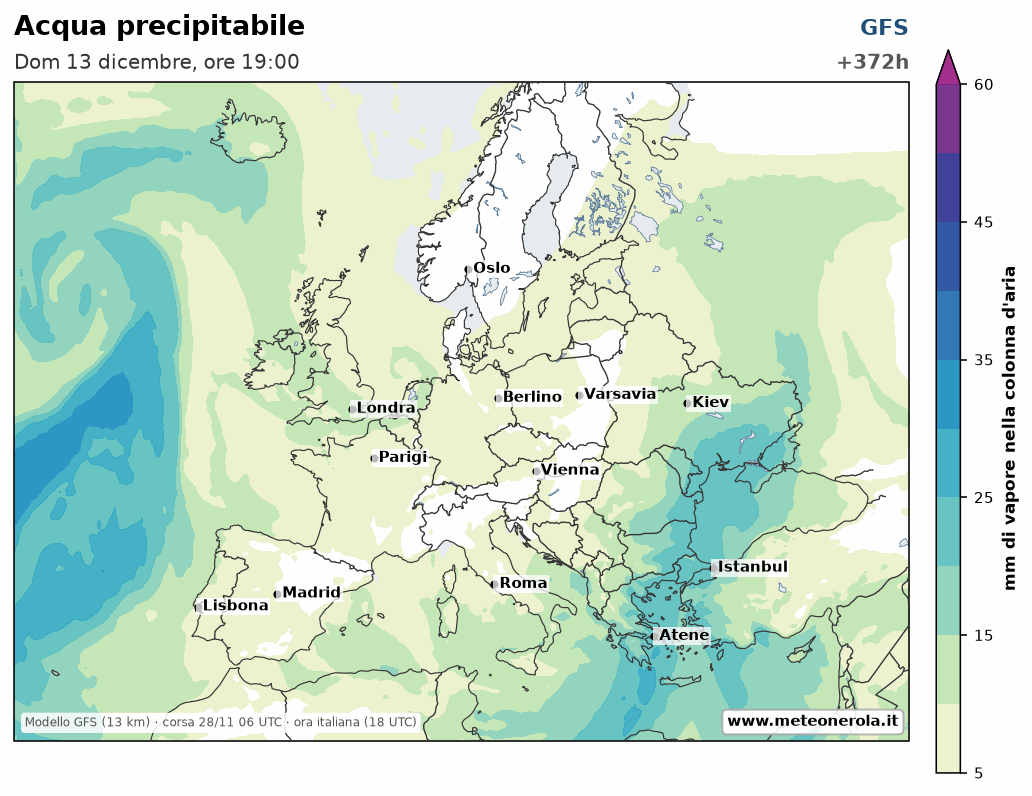 Acqua precipitabile
GFS
Dom 13 dicembre, ore 19:00
+372h
60
45
35
25
15
5
mm di vapore nella colonna d'aria
Oslo
Berlino
Varsavia
Kiev
Londra
Parigi
Vienna
Istanbul
Roma
Madrid
Lisbona
Atene
Modello GFS (13 km) · corsa 28/11 06 UTC · ora italiana (18 UTC)
www.meteonerola.it